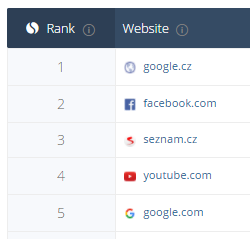 Rank Website
1 google.cz
2 facebook.com
3 seznam.cz
4 youtube.com
5 google.com